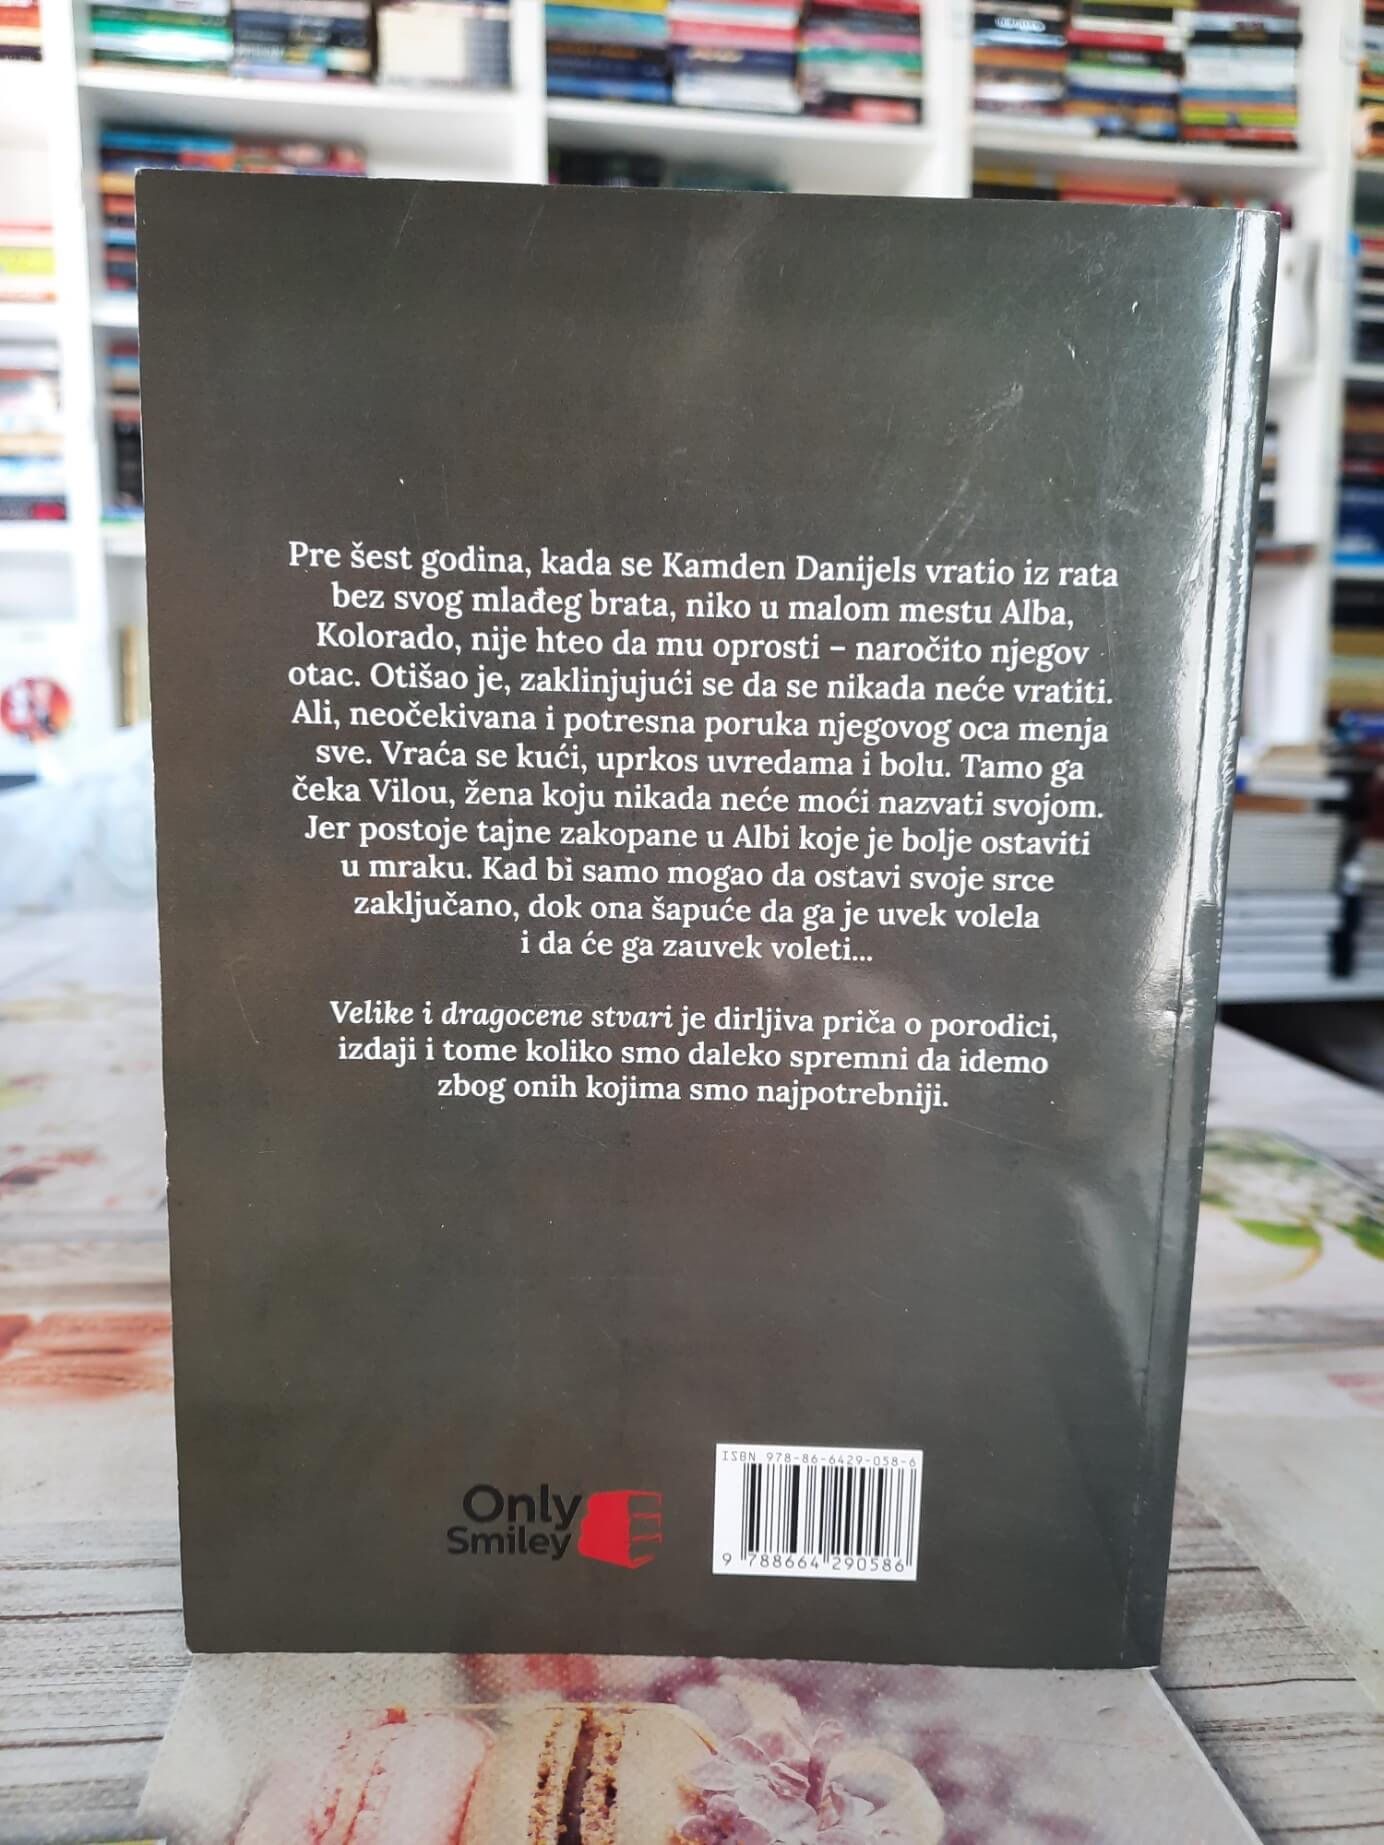 Pre šest godina, kada se Kamden Danijels vratio iz rata
bez svog mlađeg brata, niko u malom mestu Alba,
Kolorado, nije hteo da mu oprosti – naročito njegov
otac. Otišao je, zaklinjujući se da se nikada neće vratiti.
Ali, neočekivana i potresna poruka njegovog oca menja
sve. Vraća se kući, uprkos uvredama i bolu. Tamo ga
čeka Vilou, žena koju nikada neće moći nazvati svojom.
Jer postoje tajne zakopane u Albi koje je bolje ostaviti
u mraku. Kad bi samo mogao da ostavi svoje srce
zaključano, dok ona šapuće da ga je uvek volela
i da će ga zauvek voleti...
Velike i dragocene stvari je dirljiva priča o porodici,
izdaji i tome koliko smo daleko spremni da idemo
zbog onih kojima smo najpotrebniji.
Only
Smiley
ISBN 978-86-6429-058-6
9 788664 290586